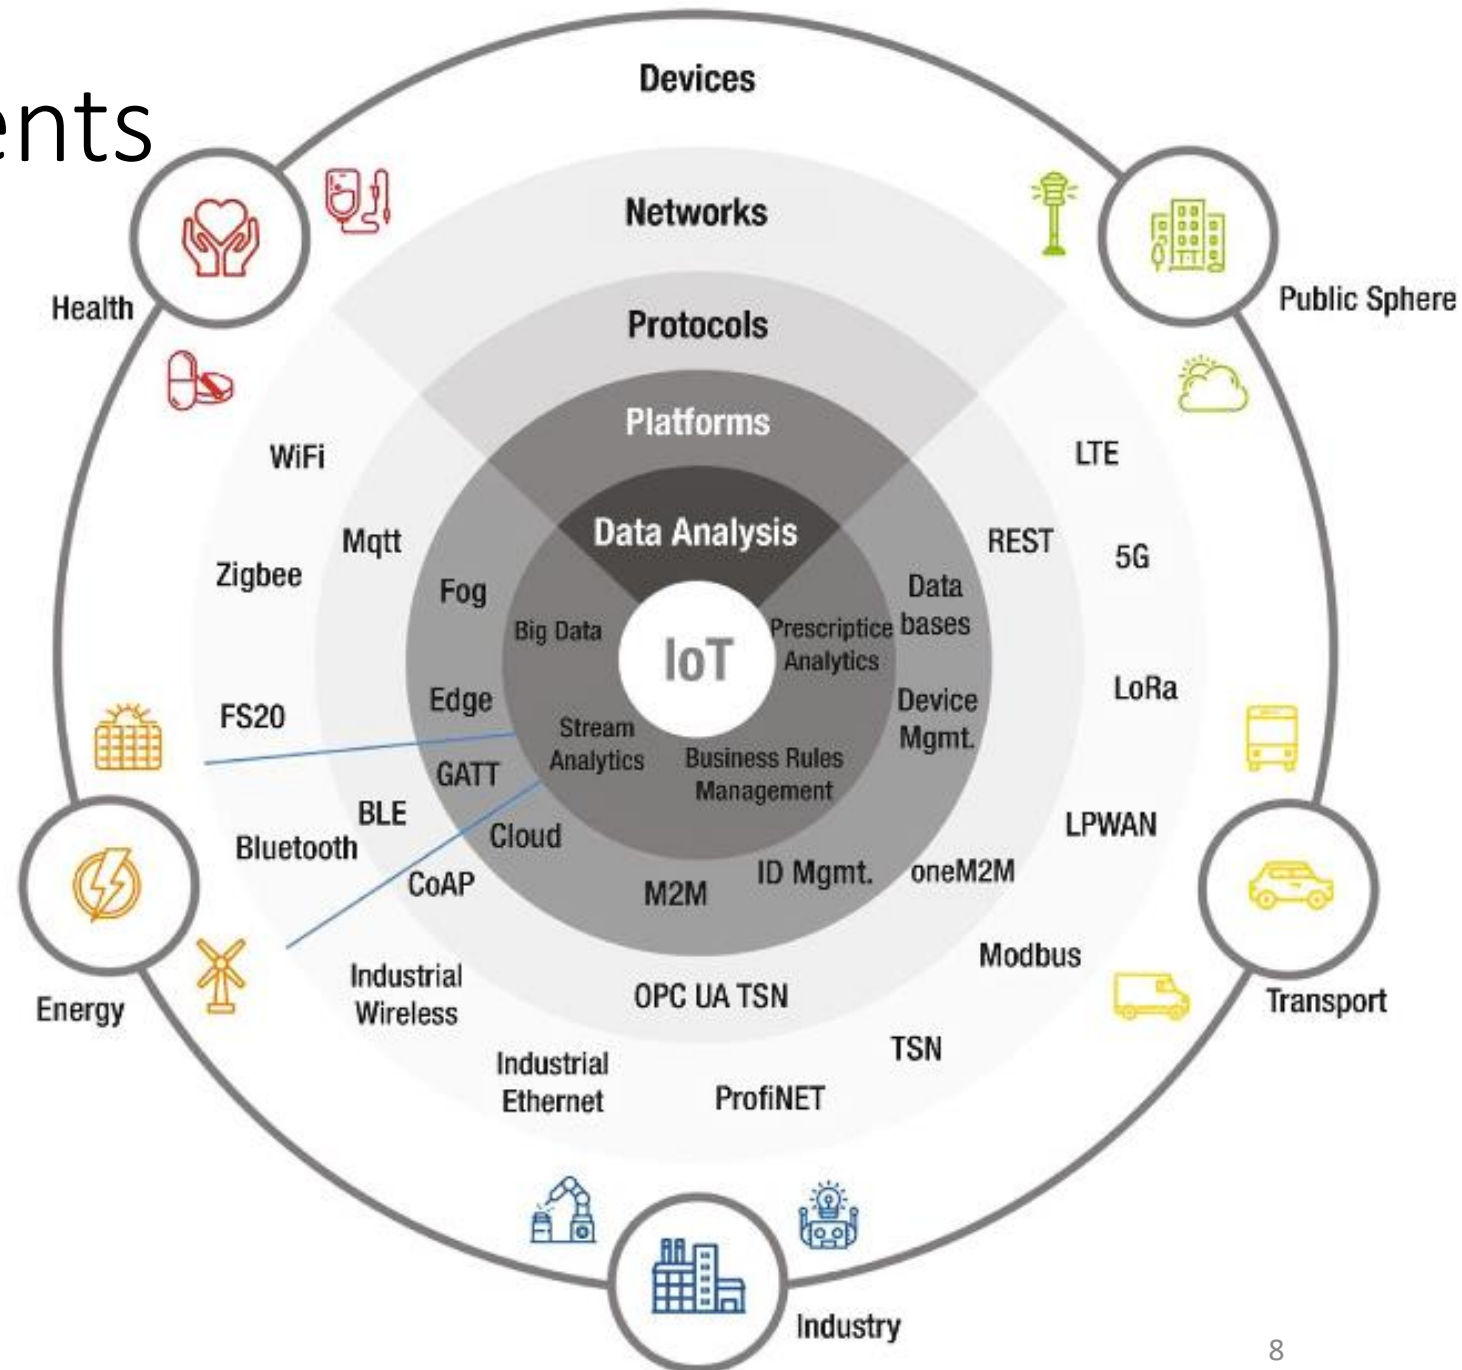 ents
Devices
Networks
Health
Public Sphere
Protocols
Platforms
WiFi
LTE
Data Analysis
Mqtt
REST
5G
Zigbee
Fog
Data
bases
Big Data
IoT
Prescriptice
Analytics
Edge
Device
Mgmt.
LoRa
FS20
Stream
Analytics
Business Rules
Management
GATT
BLE
Bluetooth
Cloud
LPWAN
CoAP
M2M
ID Mgmt.
oneM2M
Modbus
Industrial
Wireless
OPC UA TSN
Energy
Transport
TSN
Industrial
Ethernet
ProfiNET
Industry
8